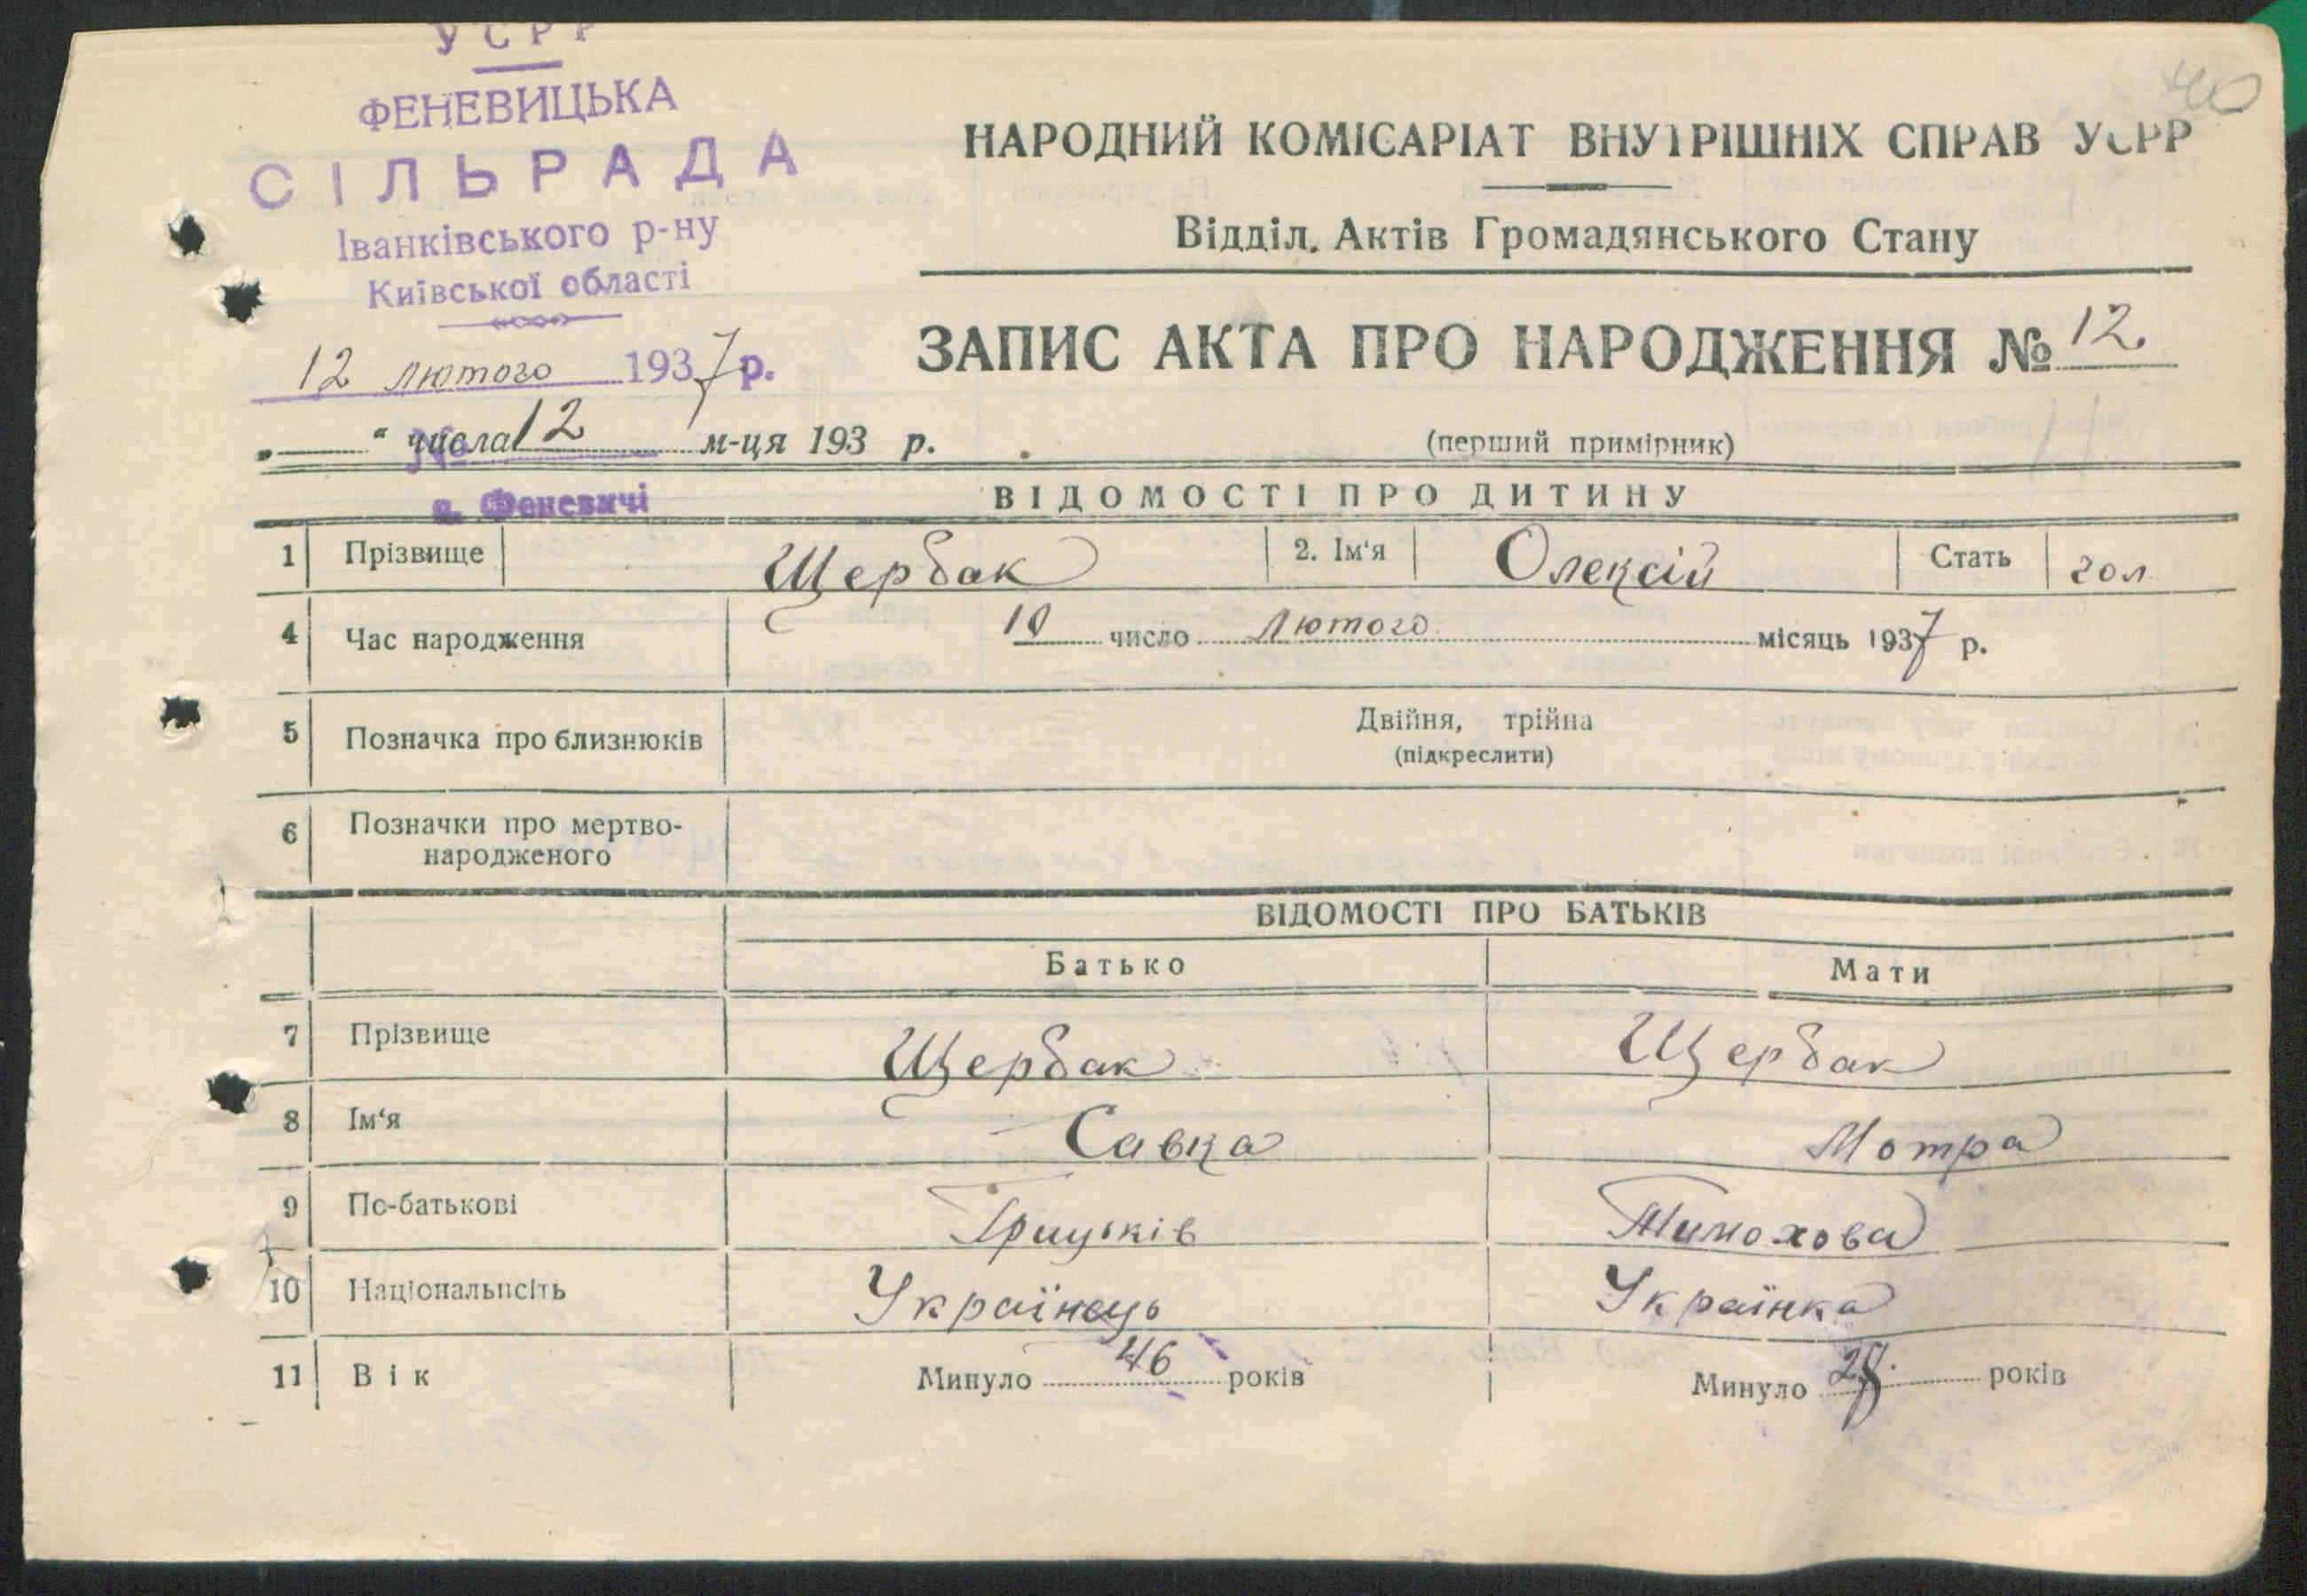 УСРР
ФЕНЕВИЦЬКА
СІЛЬРАДА
Іванківського р-ну
Київської області
12 лютого 1937 р.
№ 12
„ “ числа м-ця 193 р.
с. Феневичі
40
НАРОДНИЙ КОМІСАРІАТ ВНУТРІШНІХ СПРАВ УСРР
Відділ Актів Громадянського Стану
ЗАПИС АКТА ПРО НАРОДЖЕННЯ № 12
(перший примірник)
ВІДОМОСТІ ПРО ДИТИНУ
1 Прізвище Щербак 2. Ім‘я Олексій Стать чол
4 Час народження 10 число лютого місяць 1937 р.
5 Позначка про близнюків Двійня, трійна
(підкреслити)
6 Позначки про мертво-
народженого
ВІДОМОСТІ ПРО БАТЬКІВ
Батько Мати
7 Прізвище Щербак Щербак
8 Ім‘я Савка Мотра
9 По-батькові Грицьків Тимохова
10 Національність Українець Українка
11 Вік Минуло 46 років Минуло років